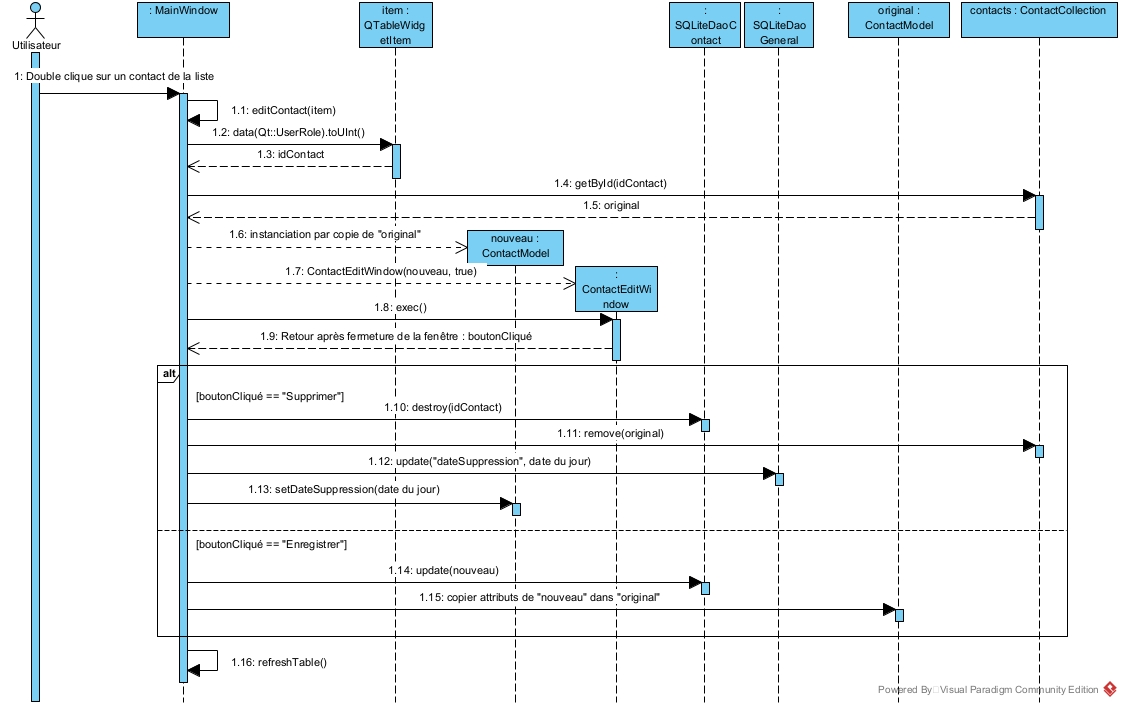 Utilisateur
: MainWindow
item :
QTableWidg
etItem
:
SQLiteDaoC
ontact
:
SQLiteDao
General
original :
ContactModel
contacts : ContactCollection
1: Double clique sur un contact de la liste
1.1: editContact(item)
1.2: data(Qt::UserRole).toUInt()
1.3: idContact
1.4: getById(idContact)
1.5: original
1.6: instanciation par copie de "original"
nouveau :
ContactModel
1.7: ContactEditWindow(nouveau, true)
:
ContactEditWi
ndow
1.8: exec()
1.9: Retour après fermeture de la fenêtre : boutonCliqué
alt
[boutonCliqué == "Supprimer"]
1.10: destroy(idContact)
1.11: remove(original)
1.12: update("dateSuppression", date du jour)
1.13: setDateSuppression(date du jour)
[boutonCliqué == "Enregistrer"]
1.14: update(nouveau)
1.15: copier attributs de "nouveau" dans "original"
1.16: refreshTable()
Powered By Visual Paradigm Community Edition